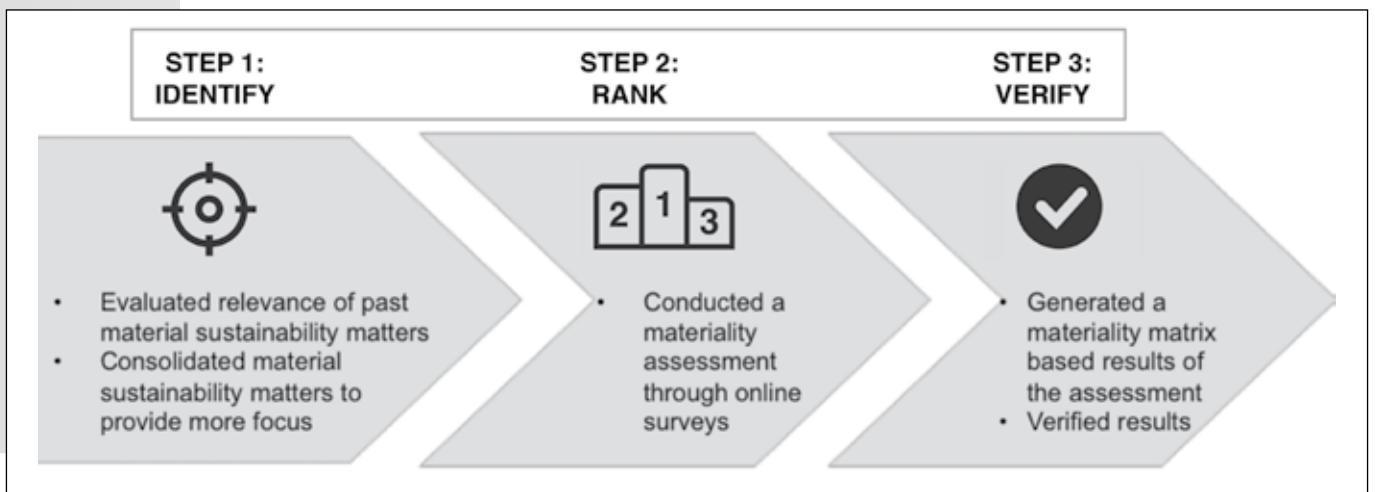 STEP 1:
IDENTIFY
STEP 2:
RANK
STEP 3:
VERIFY
2 1 3
• Evaluated relevance of past
material sustainability matters
• Consolidated material
sustainability matters to
provide more focus
• Conducted a
materiality
assessment
through online
surveys
• Generated a
materiality matrix
based results of
the assessment
• Verified results